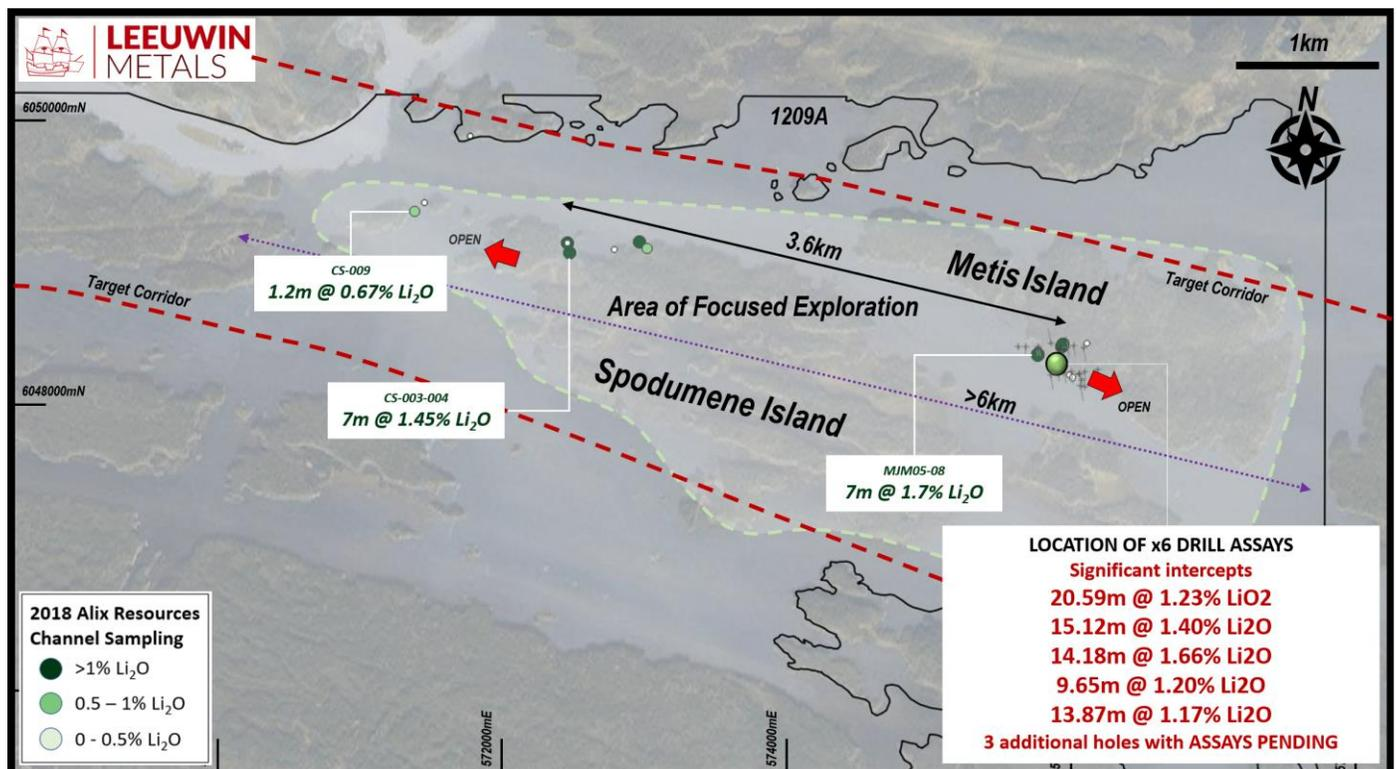 LEEUWIN
METALS
1km
6050000mN
1209A
N
3.6km
OPEN
Metis Island
Target Corridor
CS-009
1.2m @ 0.67% Li₂O
Target Corridor
Area of Focused Exploration
6048000mN
Spodumene Island
>6km
OPEN
CS-003-004
7m @ 1.45% Li₂O
MJM05-08
7m @ 1.7% Li₂O
LOCATION OF x6 DRILL ASSAYS
Significant intercepts
20.59m @ 1.23% LiO2
15.12m @ 1.40% Li2O
14.18m @ 1.66% Li2O
9.65m @ 1.20% Li2O
13.87m @ 1.17% Li2O
3 additional holes with ASSAYS PENDING
2018 Alix Resources
Channel Sampling
>1% Li₂O
0.5 – 1% Li₂O
0 - 0.5% Li₂O
572000mE
574000mE